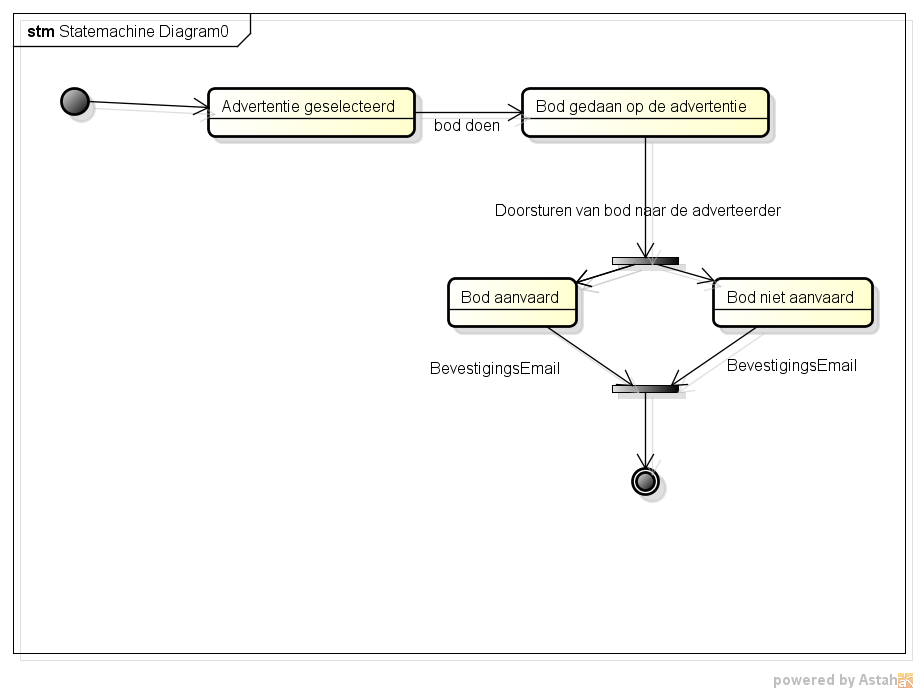 stm Statemachine Diagram0
Advertentie geselecteerd
bod doen
Bod gedaan op de advertentie
Doorsturen van bod naar de adverteerder
Bod aanvaard
Bod niet aanvaard
BevestigingsEmail
BevestigingsEmail
powered by Astah